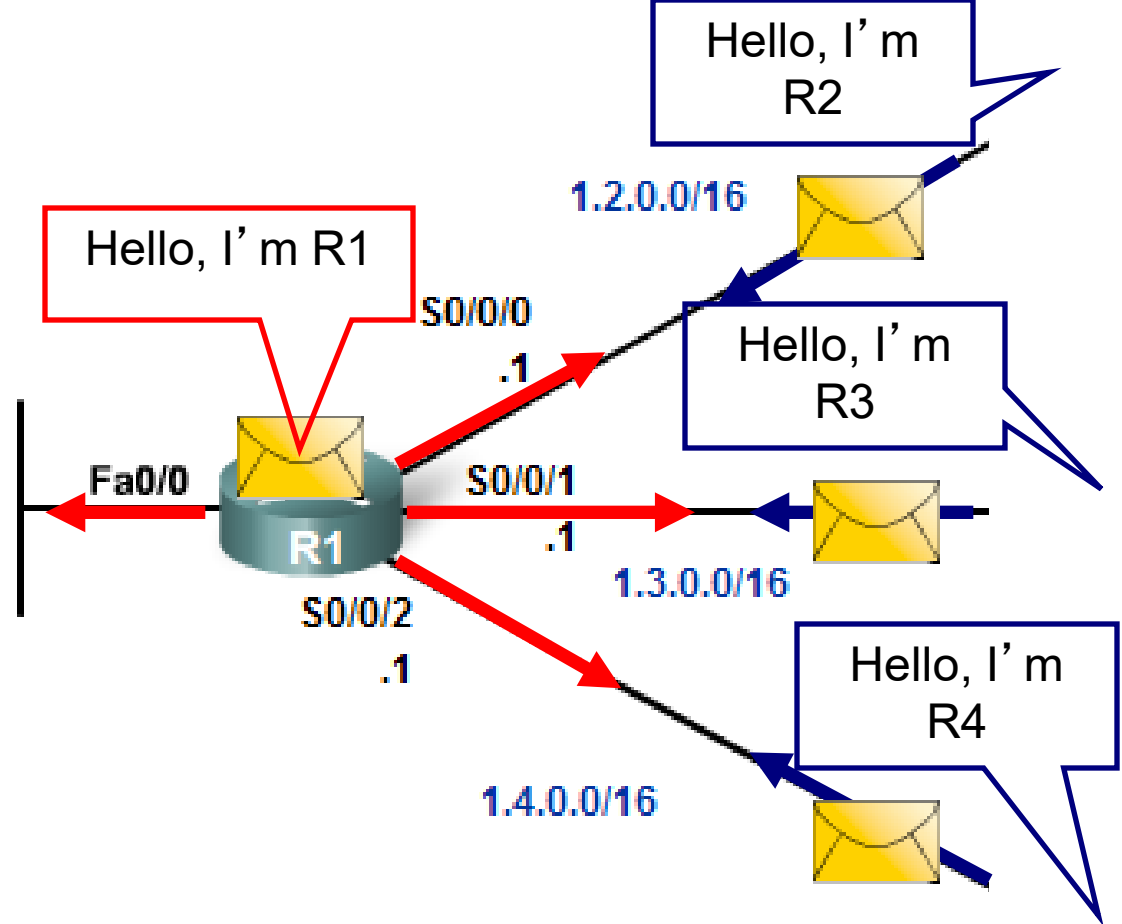 Hello, I’m
R2
1.2.0.0/16
Hello, I’m R1
S0/0/0
.1
Hello, I’m
R3
Fa0/0
S0/0/1
.1
R1
1.3.0.0/16
S0/0/2
.1
Hello, I’m
R4
1.4.0.0/16